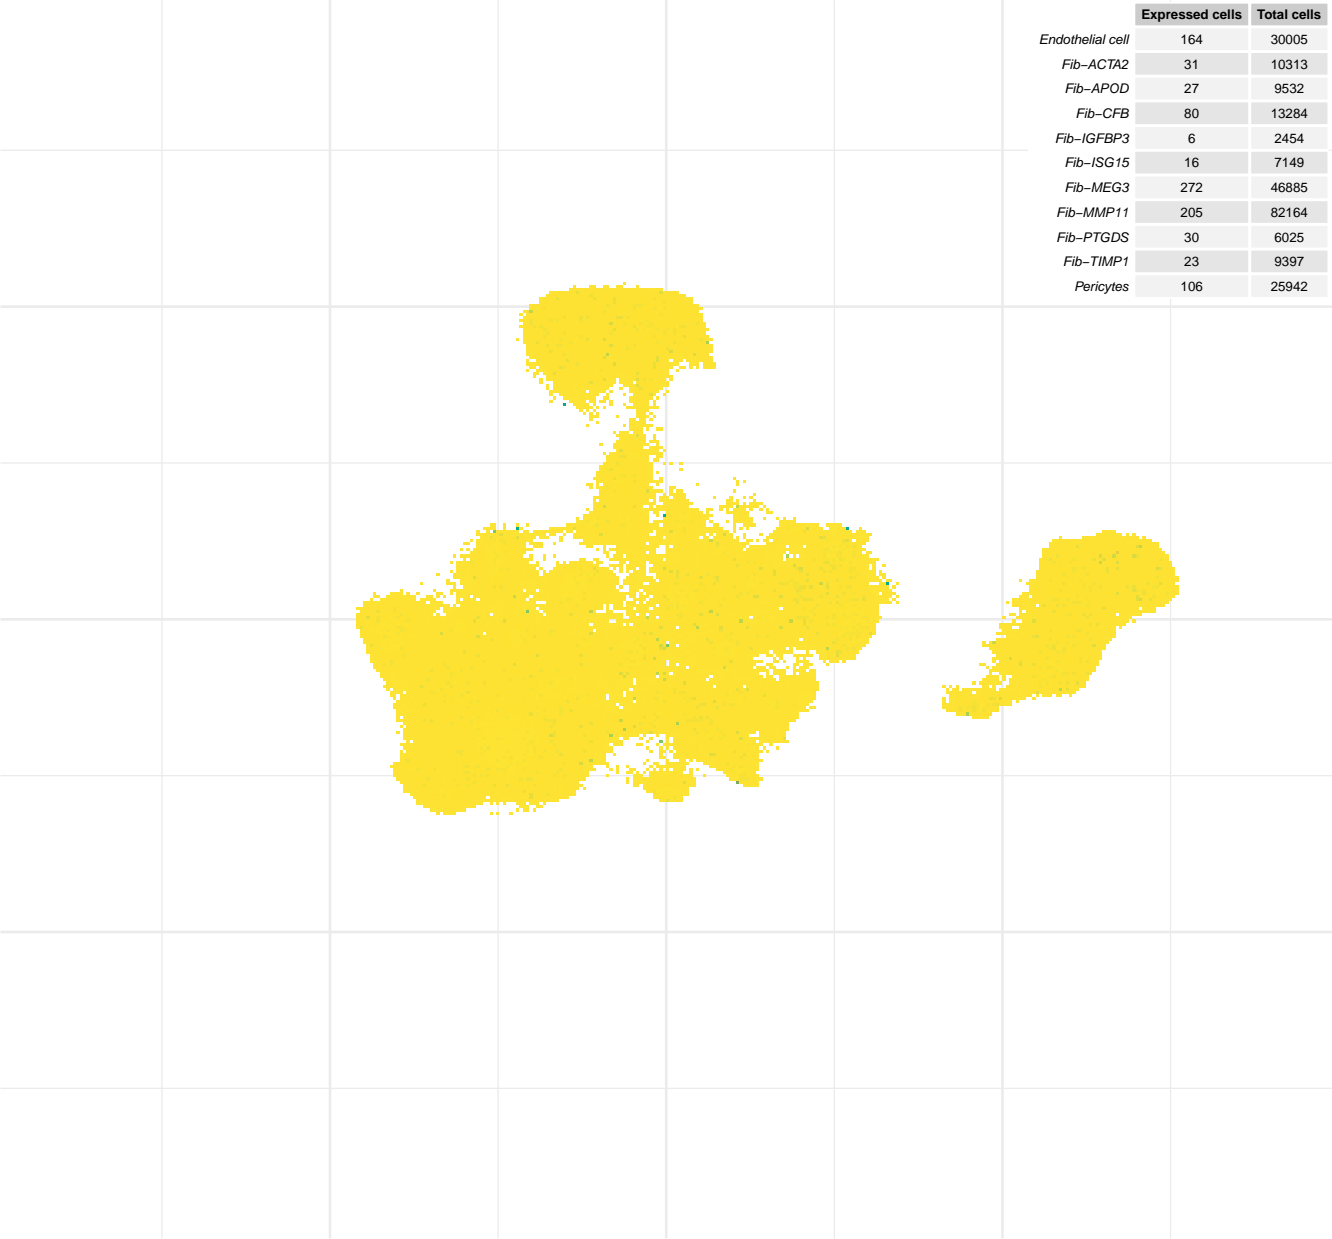 Expressed cells Total cells
Endothelial cell 164 30005
Fib−ACTA2 31 10313
Fib−APOD 27 9532
Fib−CFB 80 13284
Fib−IGFBP3 6 2454
Fib−ISG15 16 7149
Fib−MEG3 272 46885
Fib−MMP11 205 82164
Fib−PTGDS 30 6025
Fib−TIMP1 23 9397
Pericytes 106 25942